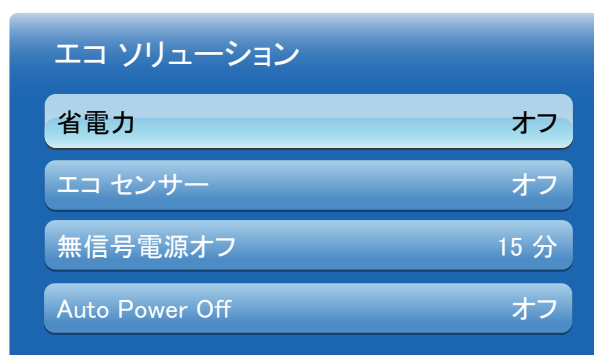 エコ ソリューション
省電力 オフ
エコ センサー オフ
無信号電源オフ 15 分
Auto Power Off オフ